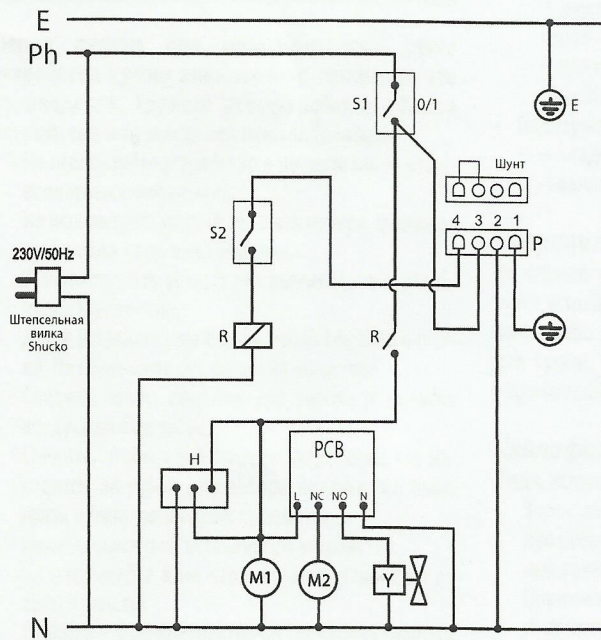 E
Ph
S1
0/1
E
Шунт
S2
4 3 2 1
P
230V/50Hz
Штепсельная
вилка
Shucko
R
R
PCB
H
L NC NO N
M1
M2
Y
N